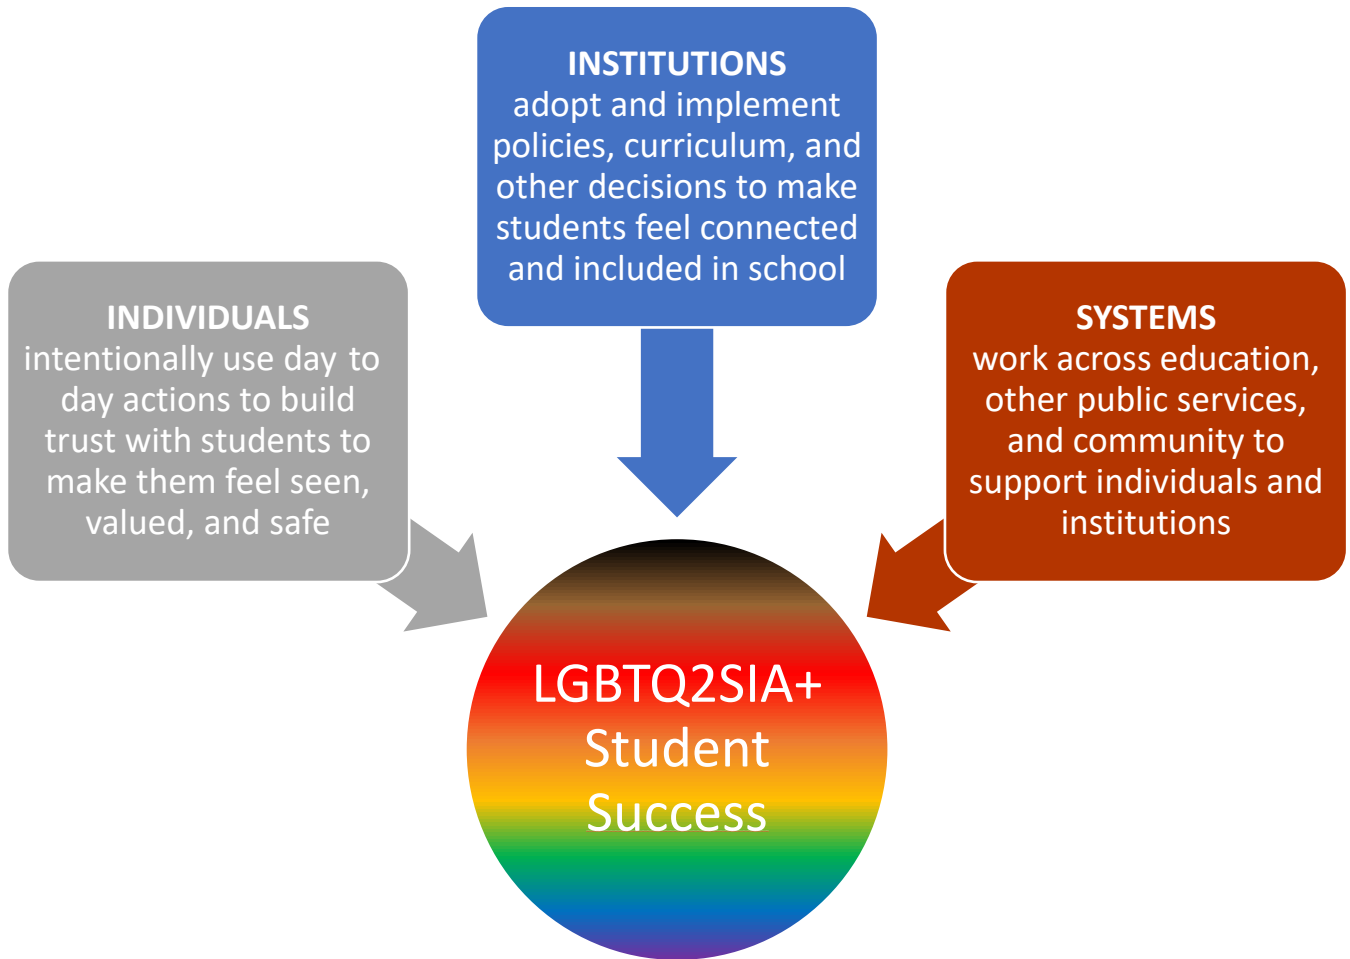 INSTITUTIONS
adopt and implement
policies, curriculum, and
other decisions to make
students feel connected
and included in school
INDIVIDUALS
intentionally use day to
day actions to build
trust with students to
make them feel seen,
valued, and safe
SYSTEMS
work across education,
other public services,
and community to
support individuals and
institutions
LGBTQ2SIA+
Student
Success